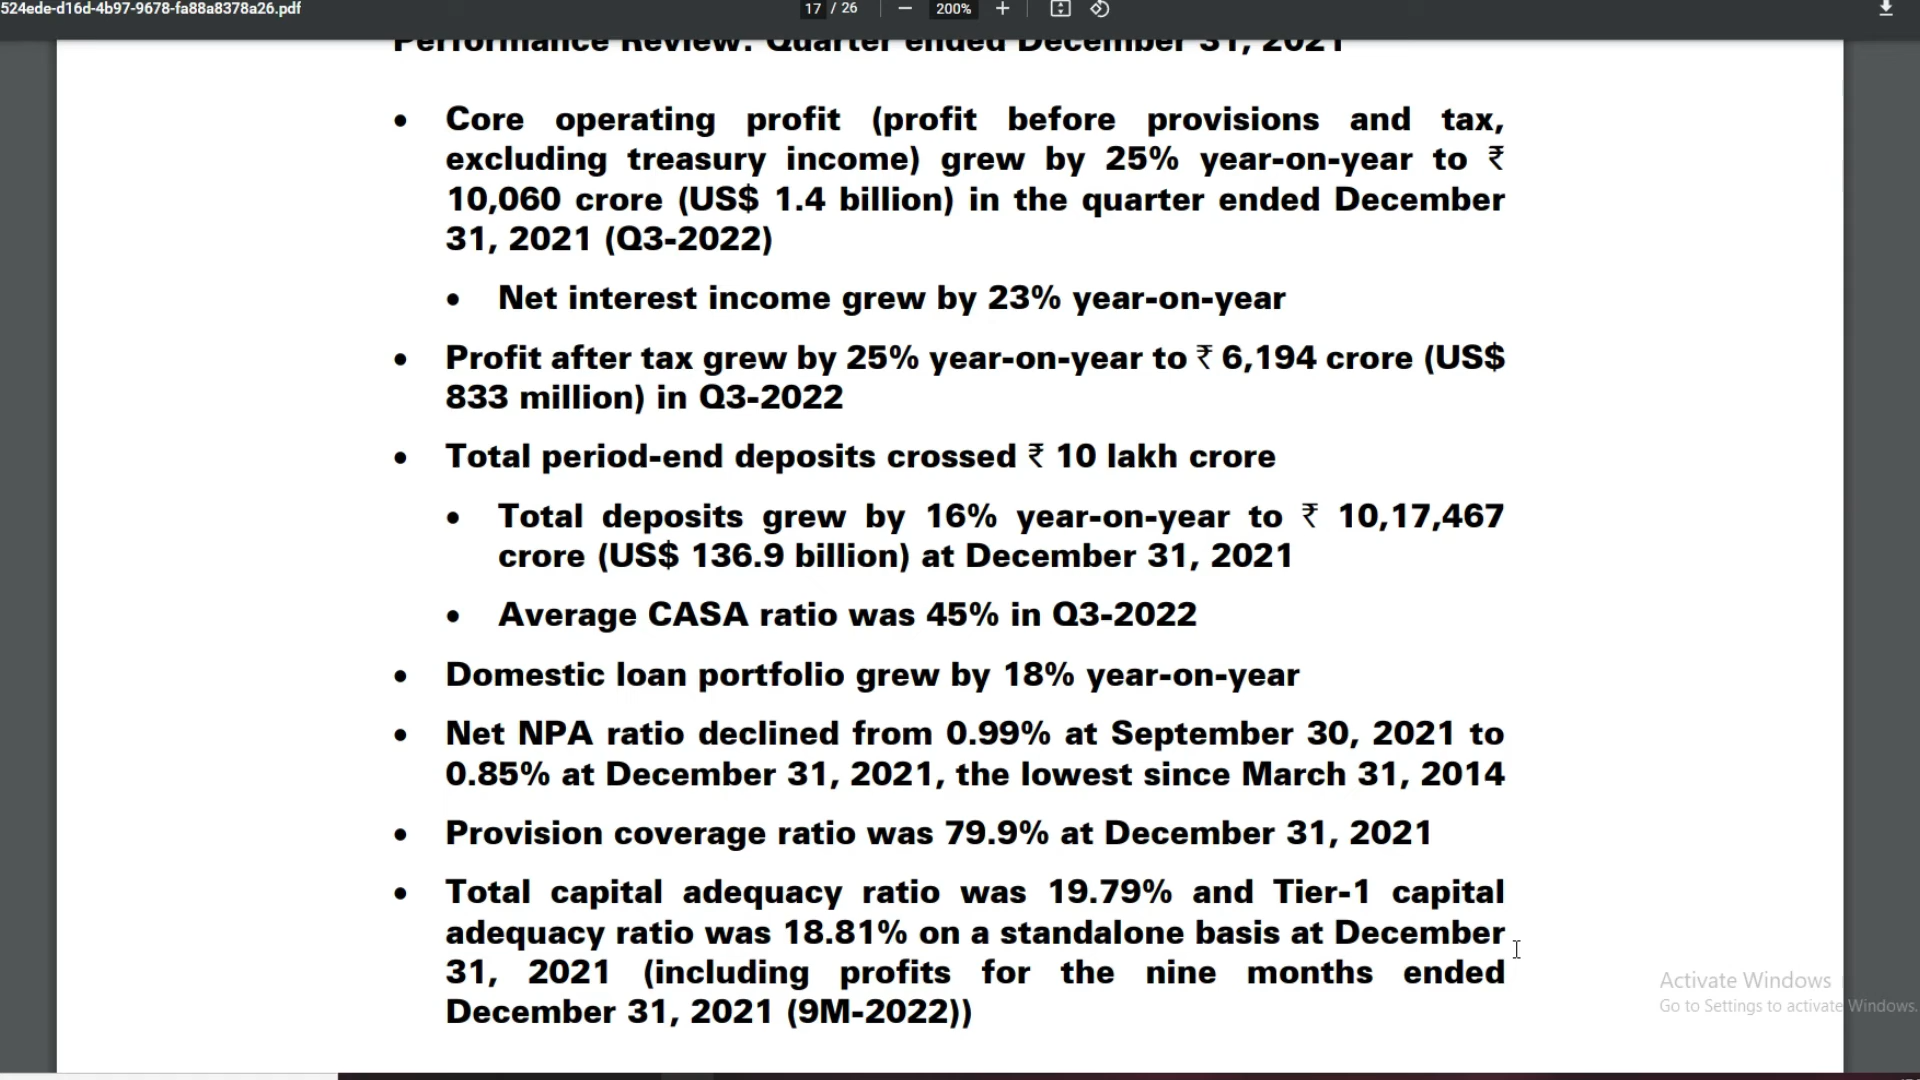 524ede-d16d-4b97-9678-fa88a8378a26.pdf
17 / 26
200%
Performance Review: Quarter ended December 31, 2021
• Core operating profit (profit before provisions and tax,
excluding treasury income) grew by 25% year-on-year to ₹
10,060 crore (US$ 1.4 billion) in the quarter ended December
31, 2021 (Q3-2022)
• Net interest income grew by 23% year-on-year
• Profit after tax grew by 25% year-on-year to ₹ 6,194 crore (US$
833 million) in Q3-2022
• Total period-end deposits crossed ₹ 10 lakh crore
• Total deposits grew by 16% year-on-year to ₹ 10,17,467
crore (US$ 136.9 billion) at December 31, 2021
• Average CASA ratio was 45% in Q3-2022
• Domestic loan portfolio grew by 18% year-on-year
• Net NPA ratio declined from 0.99% at September 30, 2021 to
0.85% at December 31, 2021, the lowest since March 31, 2014
• Provision coverage ratio was 79.9% at December 31, 2021
• Total capital adequacy ratio was 19.79% and Tier-1 capital
adequacy ratio was 18.81% on a standalone basis at December
31, 2021 (including profits for the nine months ended
December 31, 2021 (9M-2022))
Activate Windows
Go to Settings to activate Windows.